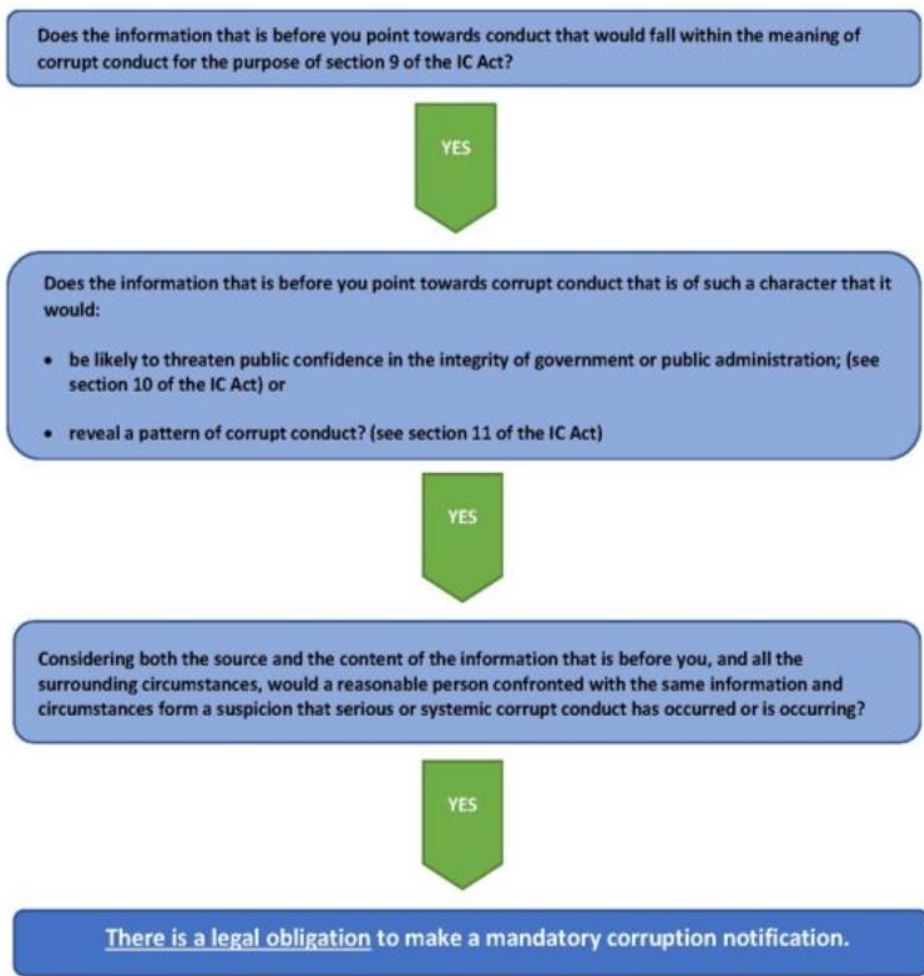 Does the information that is before you point towards conduct that would fall within the meaning of
corrupt conduct for the purpose of section 9 of the IC Act?
YES
Does the information that is before you point towards corrupt conduct that is of such a character that it
would:
• be likely to threaten public confidence in the integrity of government or public administration; (see
section 10 of the IC Act) or
• reveal a pattern of corrupt conduct? (see section 11 of the IC Act)
YES
Considering both the source and the content of the information that is before you, and all the
surrounding circumstances, would a reasonable person confronted with the same information and
circumstances form a suspicion that serious or systemic corrupt conduct has occurred or is occurring?
YES
There is a legal obligation to make a mandatory corruption notification.